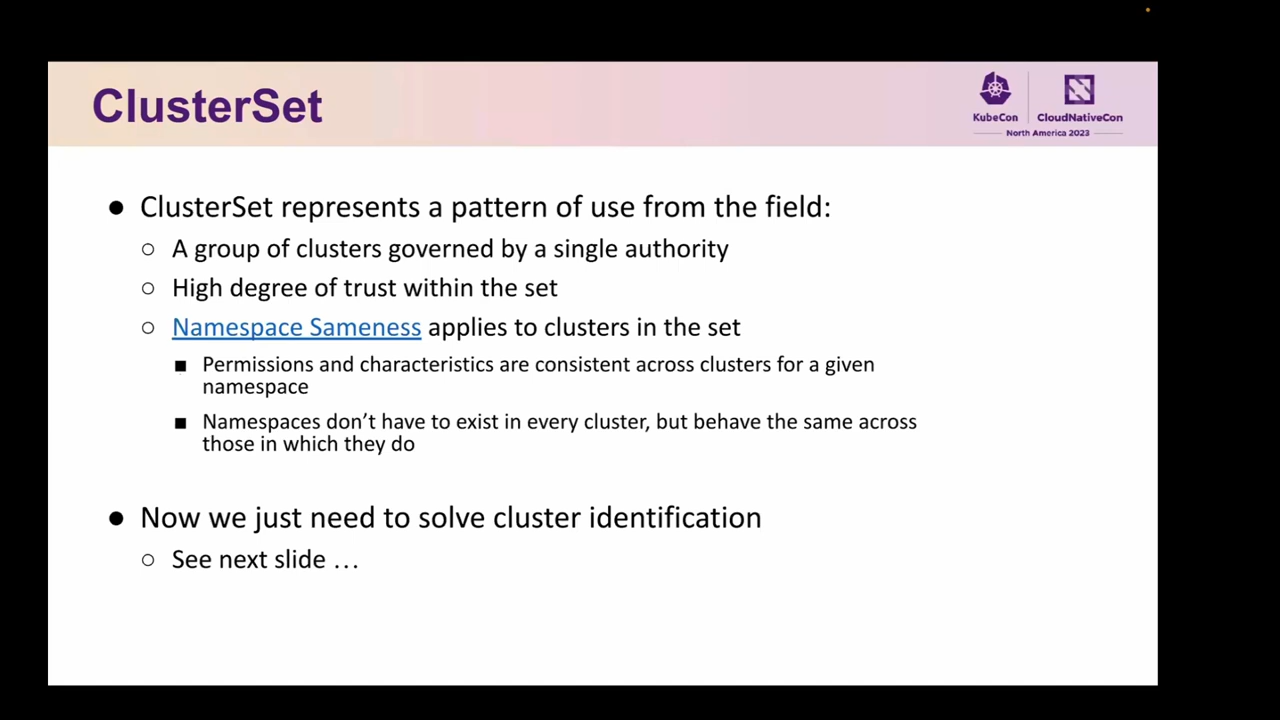 ClusterSet
KubeCon
CloudNativeCon
North America 2023
● ClusterSet represents a pattern of use from the field:
○ A group of clusters governed by a single authority
○ High degree of trust within the set
○ Namespace Sameness applies to clusters in the set
■ Permissions and characteristics are consistent across clusters for a given
namespace
■ Namespaces don’t have to exist in every cluster, but behave the same across
those in which they do
● Now we just need to solve cluster identification
○ See next slide …